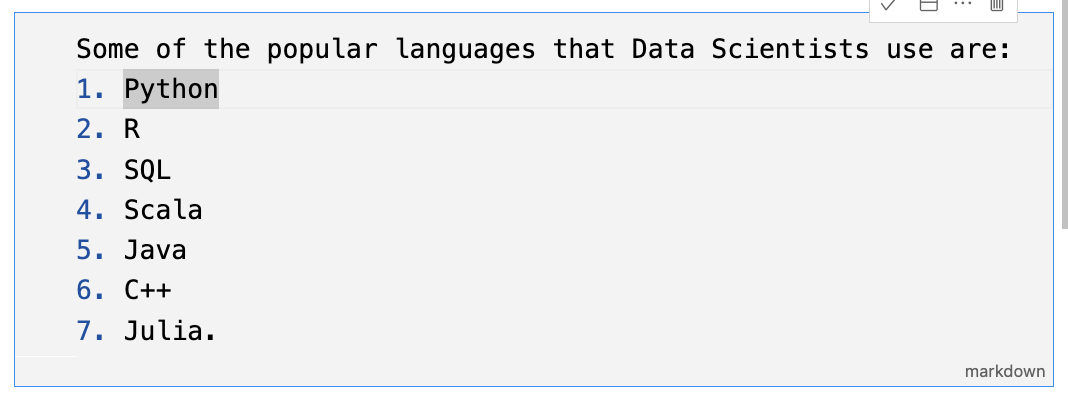 Some of the popular languages that Data Scientists use are:
1. Python
2. R
3. SQL
4. Scala
5. Java
6. C++
7. Julia.
markdown